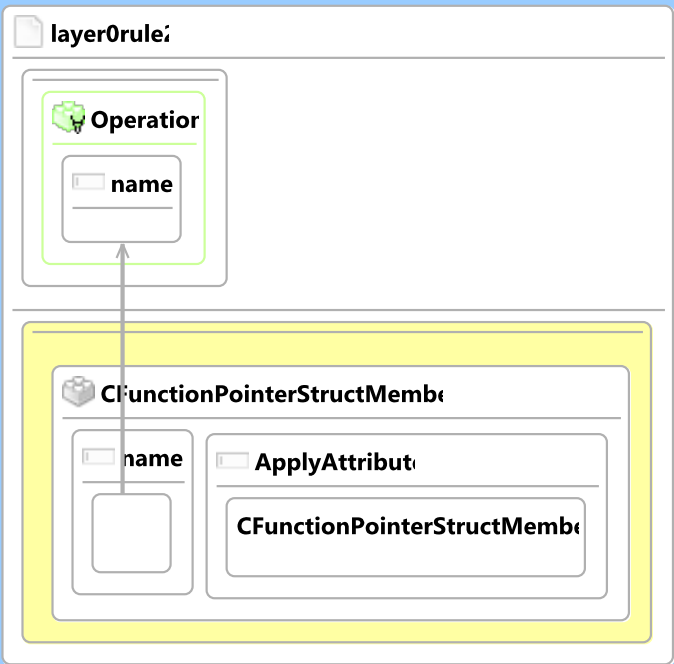 layer0rule2
Operation
name
CFunctionPointerStructMembe
name
ApplyAttribute
CFunctionPointerStructMembe